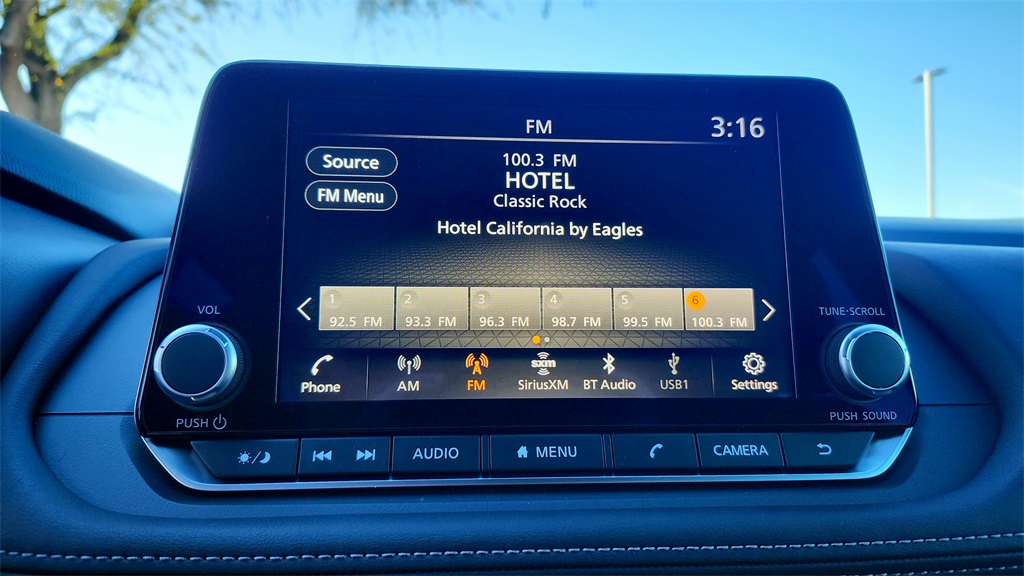 FM
3:16
Source
100.3 FM
HOTEL
FM Menu
Classic Rock
Hotel California by Eagles
1 2 3 4 5 6
92.5 FM 93.3 FM 96.3 FM 98.7 FM 99.5 FM 100.3 FM
VOL
TUNE·SCROLL
sxm
Phone AM FM SiriusXM BT Audio USB1 Settings
PUSH
PUSH SOUND
AUDIO MENU CAMERA